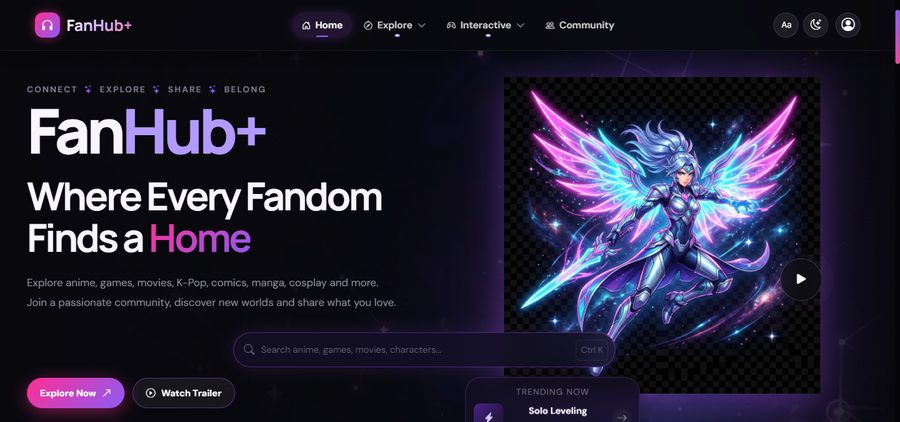 FanHub+
Home
Explore
Interactive
Community
Aa
CONNECT EXPLORE SHARE BELONG
FanHub+
Where Every Fandom
Finds a Home
Explore anime, games, movies, K-Pop, comics, manga, cosplay and more.
Join a passionate community, discover new worlds and share what you love.
Search anime, games, movies, characters...
Ctrl K
Explore Now
Watch Trailer
TRENDING NOW
Solo Leveling